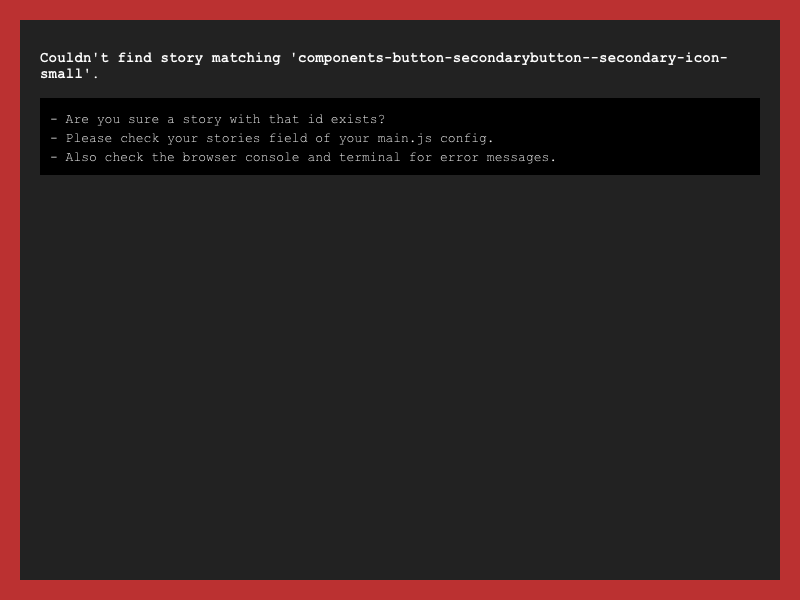 Couldn't find story matching 'components-button-secondarybutton--secondary-icon-
small'.
- Are you sure a story with that id exists?
- Please check your stories field of your main.js config.
- Also check the browser console and terminal for error messages.